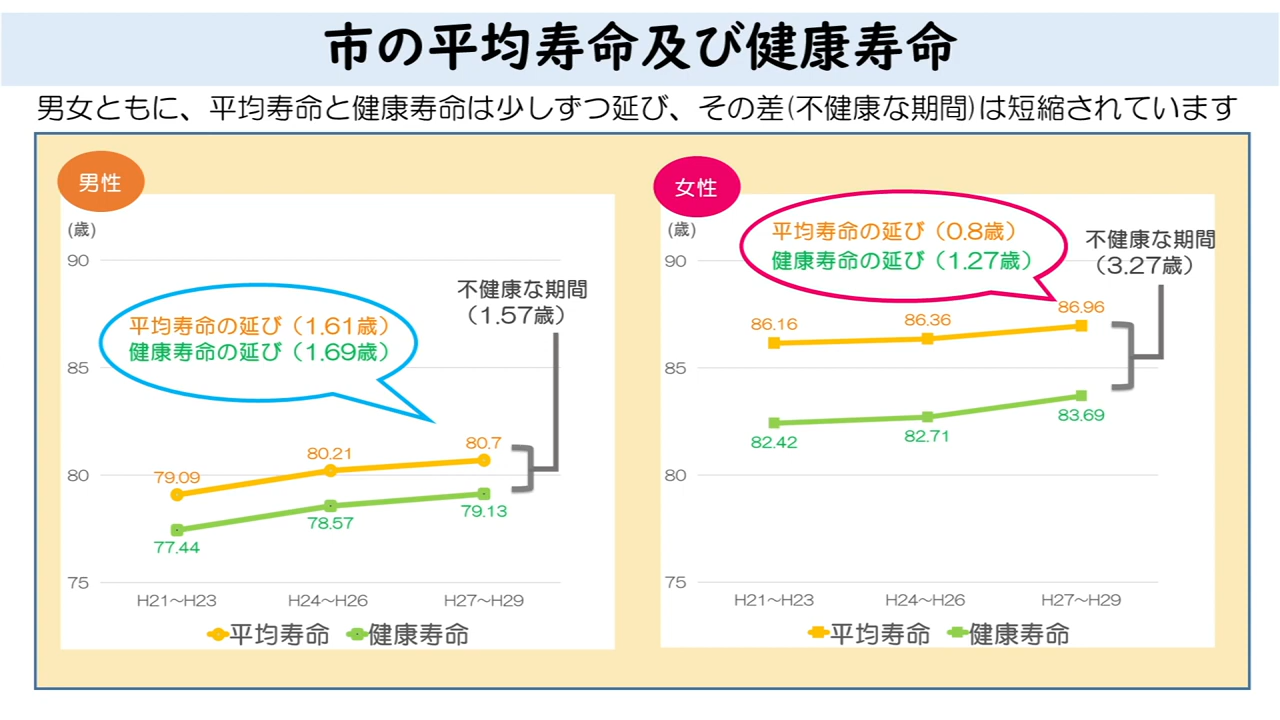 市の平均寿命及び健康寿命
男女ともに、平均寿命と健康寿命は少しずつ延び、その差(不健康な期間)は短縮されています
男性
(歳)
90
85
80
75
平均寿命の延び（1.61歳）
健康寿命の延び（1.69歳）
不健康な期間
（1.57歳）
79.09
80.21
80.7
77.44
78.57
79.13
H21～H23
H24～H26
H27～H29
平均寿命
健康寿命
女性
(歳)
90
85
80
75
平均寿命の延び（0.8歳）
健康寿命の延び（1.27歳）
不健康な期間
（3.27歳）
86.16
86.36
86.96
82.42
82.71
83.69
H21～H23
H24～H26
H27～H29
平均寿命
健康寿命